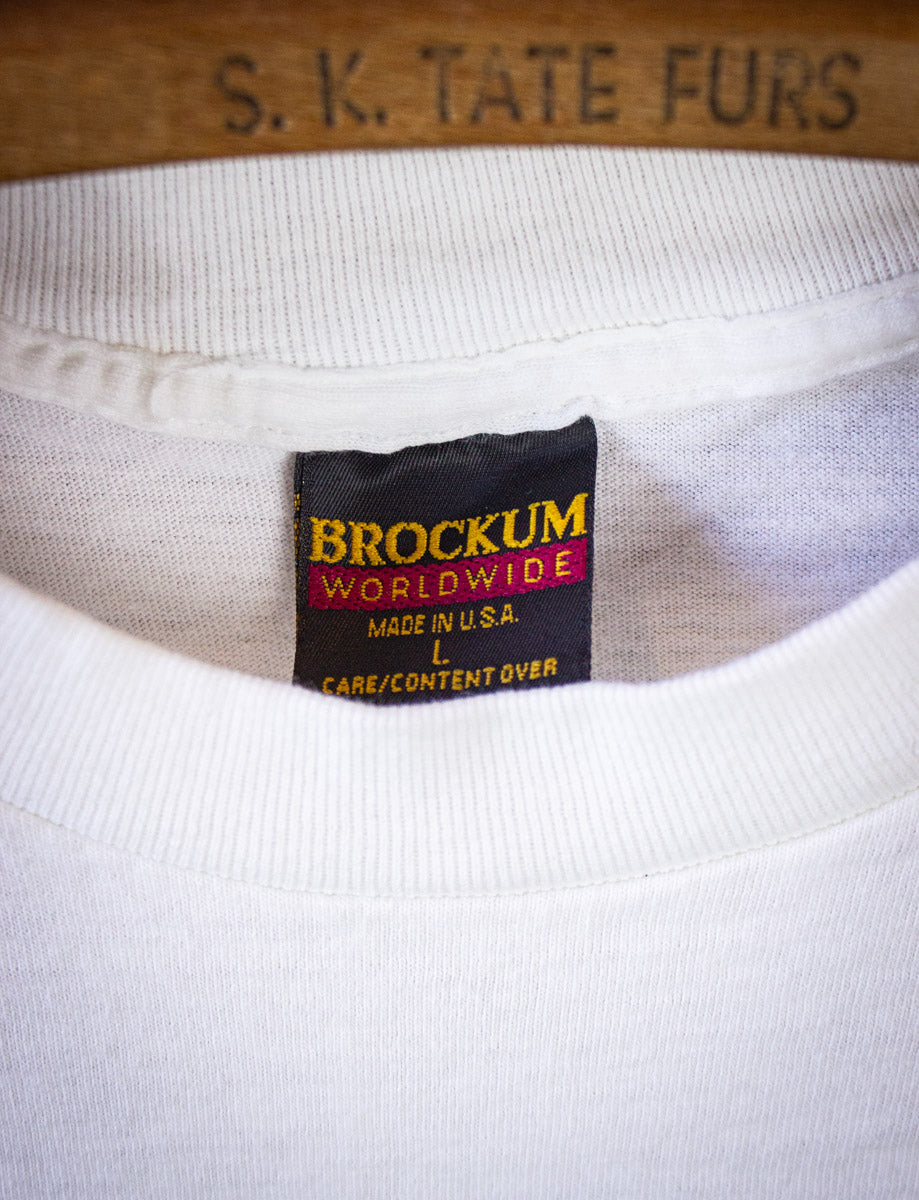 S. K. TATE FURS
BROCKUM
WORLDWIDE
MADE IN U.S.A.
L
CARE/CONTENT OVER